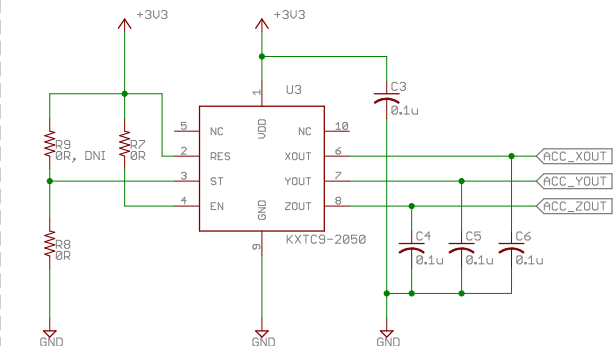 +3V3
+3V3
C3
0.1u
U3
1
VDD
5
NC
NC
10
R9
0R, DNI
R7
0R
2
RES
XOUT
6
ACC_XOUT
3
ST
YOUT
7
ACC_YOUT
4
EN
ZOUT
8
ACC_ZOUT
GND
9
KXTC9-2050
R8
0R
C4
0.1u
C5
0.1u
C6
0.1u
GND
GND
GND